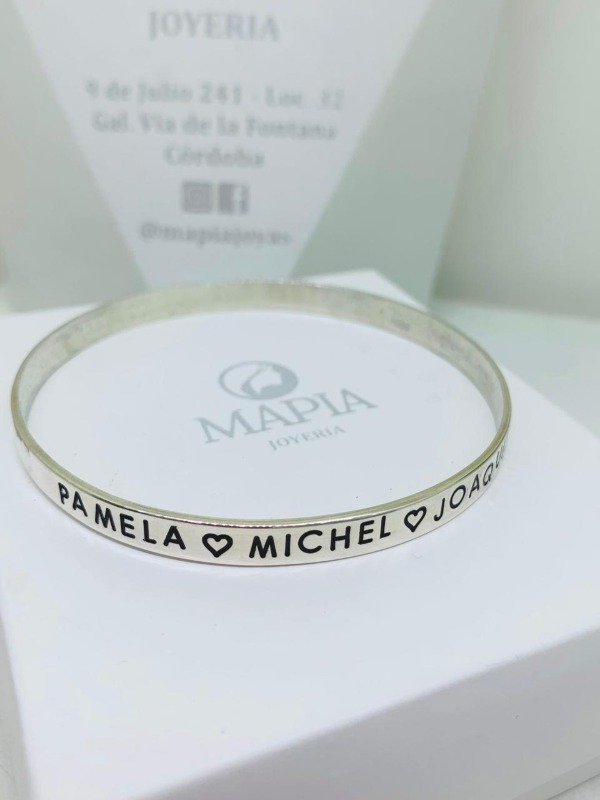 JOYERIA
9 de Julio 241 - Loc. 12
Gal. Via de la Fontana
Córdoba
@mapiajoyas
MAPIA
JOYERIA
PAMELA ♡ MICHEL ♡